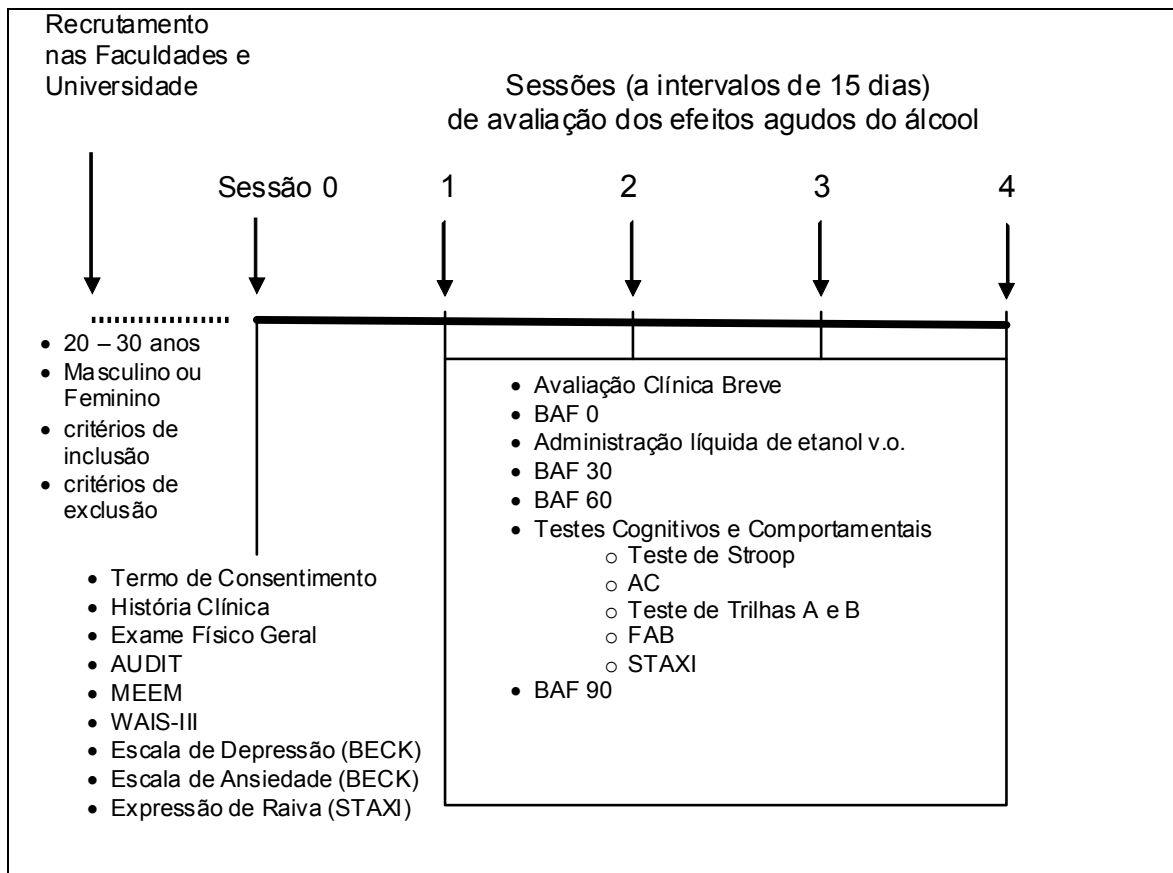 Recrutamento
nas Faculdades e
Universidade
Sessões (a intervalos de 15 dias)
de avaliação dos efeitos agudos do álcool
Sessão 0
1
2
3
4
• 20 – 30 anos
• Masculino ou
Feminino
• critérios de
inclusão
• critérios de
exclusão
• Termo de Consentimento
• História Clínica
• Exame Físico Geral
• AUDIT
• MEEM
• WAIS-III
• Escala de Depressão (BECK)
• Escala de Ansiedade (BECK)
• Expressão de Raiva (STAXI)
• Avaliação Clínica Breve
• BAF 0
• Administração líquida de etanol v.o.
• BAF 30
• BAF 60
• Testes Cognitivos e Comportamentais
o Teste de Stroop
o AC
o Teste de Trilhas A e B
o FAB
o STAXI
• BAF 90